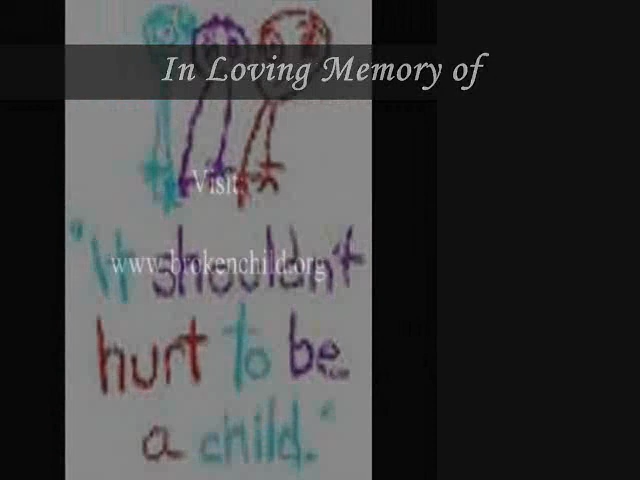 In Loving Memory of
Visit:
www.brokenchild.org
"It shouldn't
hurt to be
a child."